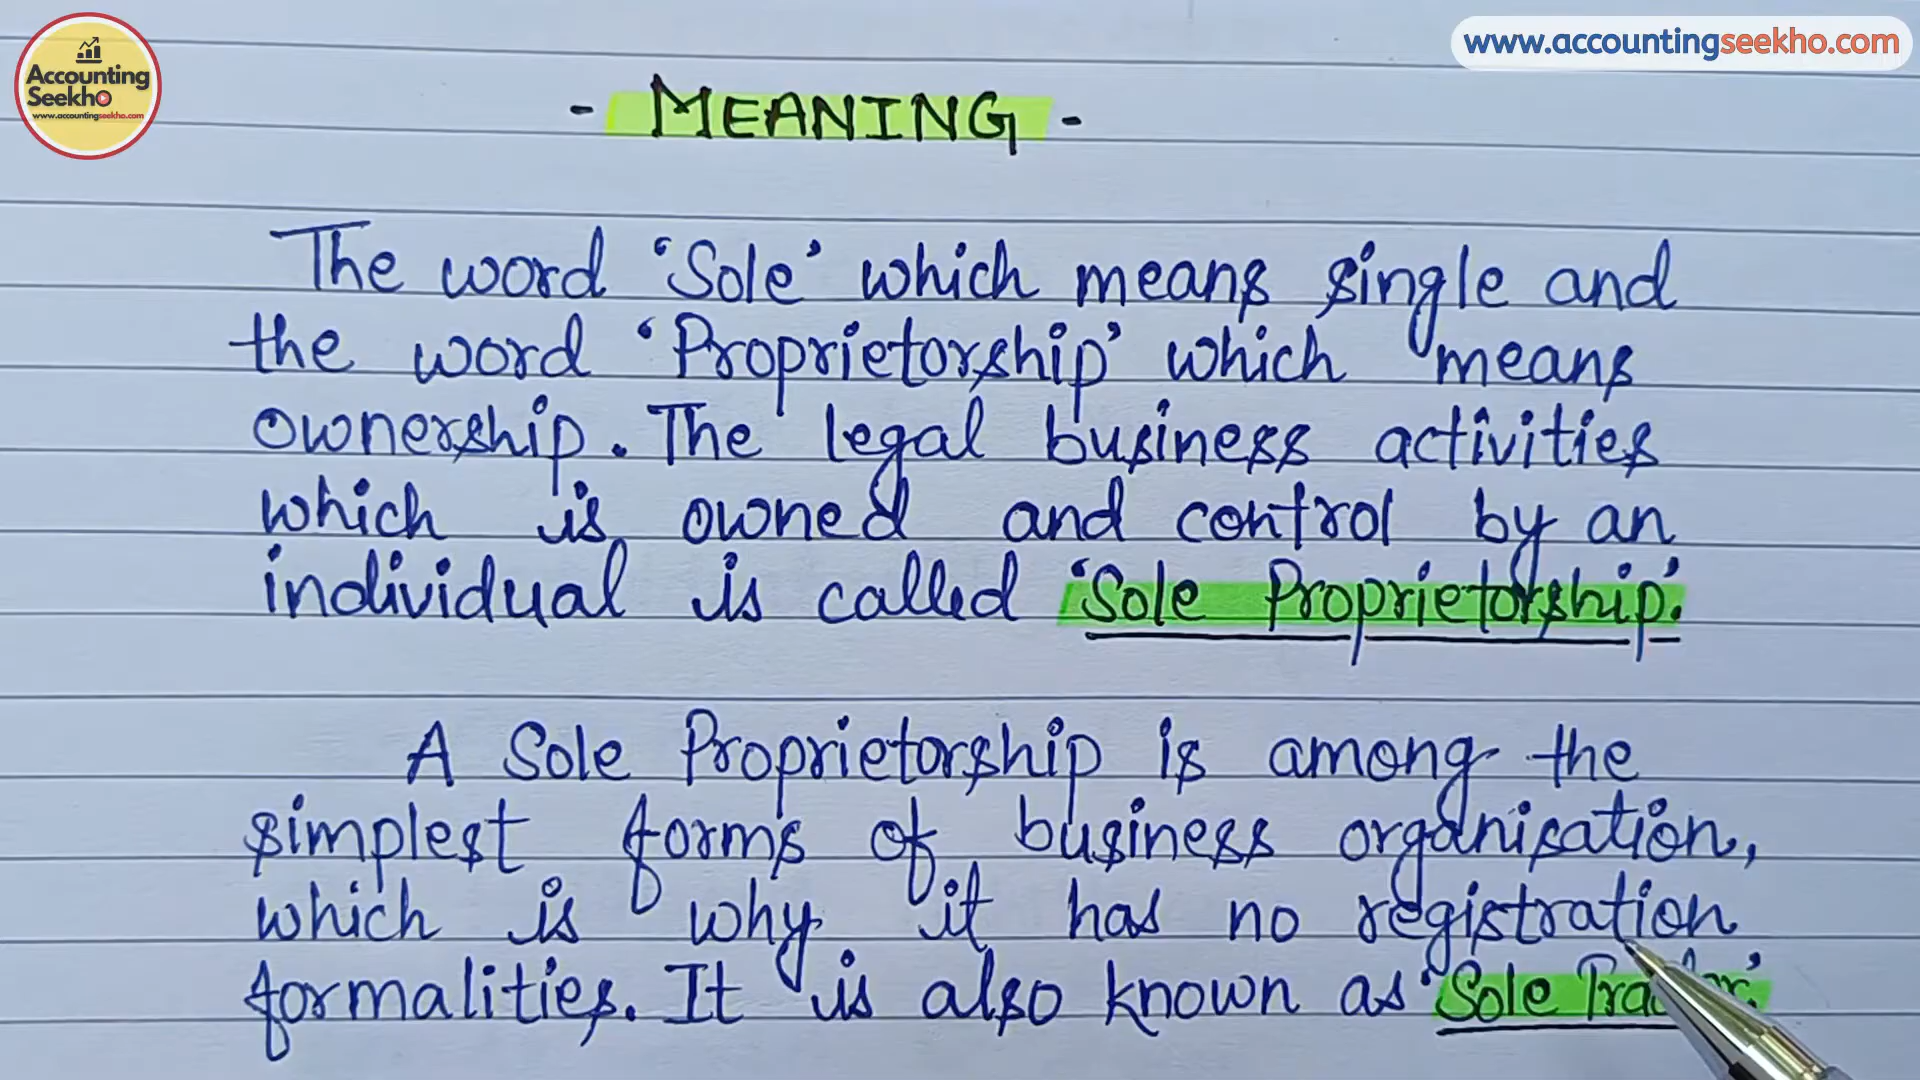 Accounting
Seekho
www.accountingseekho.com
www.accountingseekho.com
- MEANING -
The word 'Sole' which means single and
the word 'Proprietorship' which means
ownership. The legal business activities
which is owned and control by an
individual is called 'Sole Proprietorship.'
A Sole Proprietorship is among the
simplest forms of business organisation,
which is why it has no registration
formalities. It is also known as 'Sole